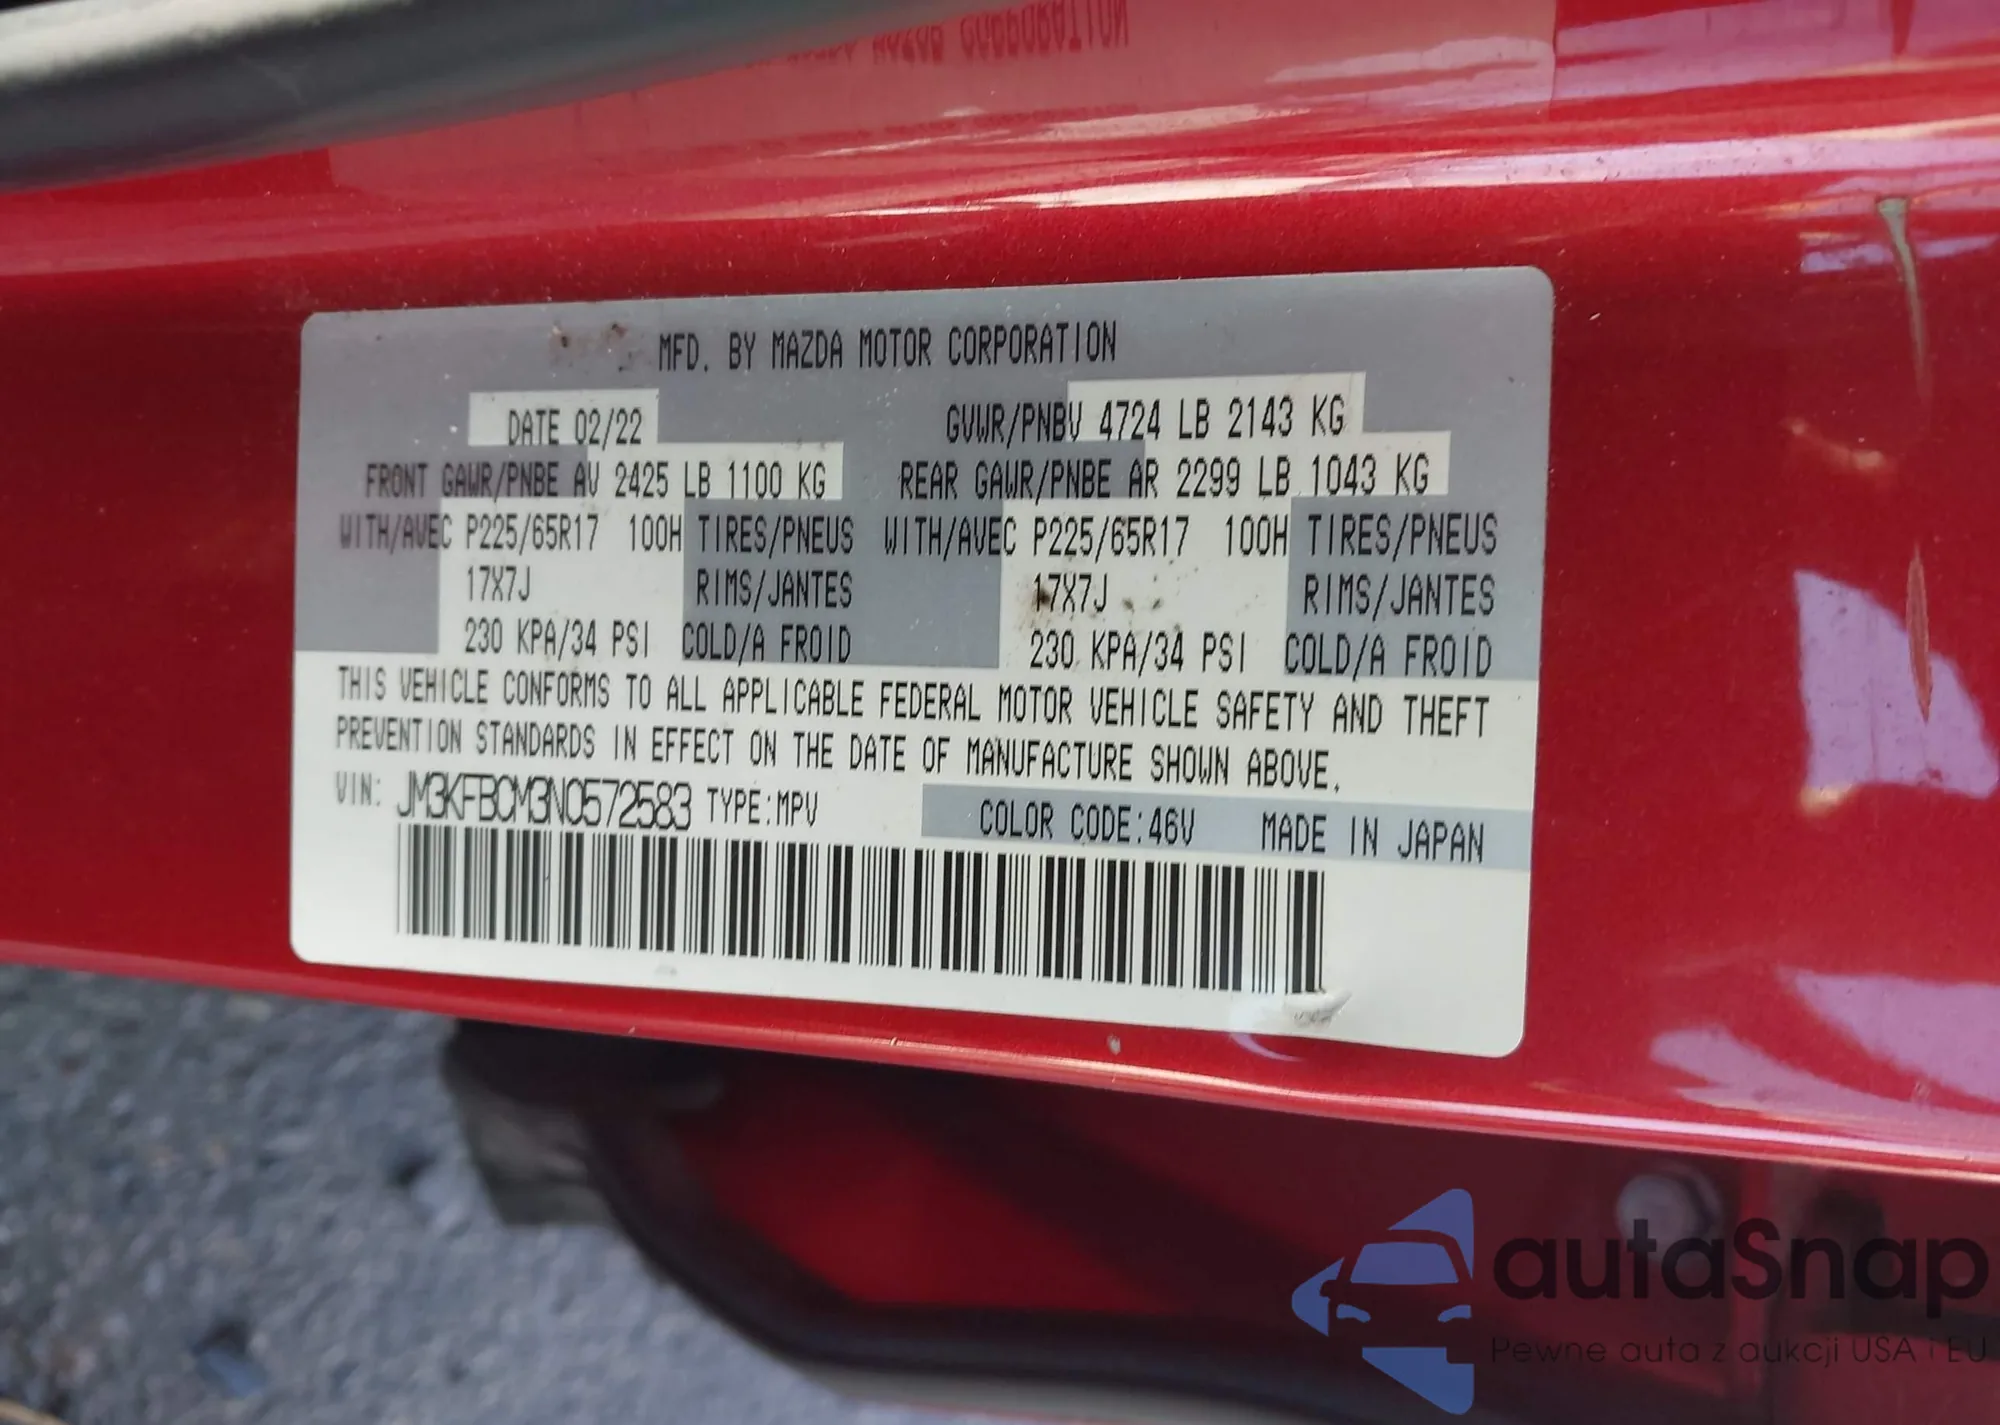 MFD. BY MAZDA MOTOR CORPORATION
DATE 02/22 GVWR/PNBV 4724 LB 2143 KG
FRONT GAWR/PNBE AV 2425 LB 1100 KG REAR GAWR/PNBE AR 2299 LB 1043 KG
WITH/AVEC P225/65R17 100H TIRES/PNEUS WITH/AVEC P225/65R17 100H TIRES/PNEUS
17X7J RIMS/JANTES 17X7J RIMS/JANTES
230 KPA/34 PSI COLD/A FROID 230 KPA/34 PSI COLD/A FROID
THIS VEHICLE CONFORMS TO ALL APPLICABLE FEDERAL MOTOR VEHICLE SAFETY AND THEFT
PREVENTION STANDARDS IN EFFECT ON THE DATE OF MANUFACTURE SHOWN ABOVE.
VIN: JM3KFBCM3N0572583 TYPE:MPV COLOR CODE:46V MADE IN JAPAN
autaSnap
Pewne auta z aukcji USA i EU